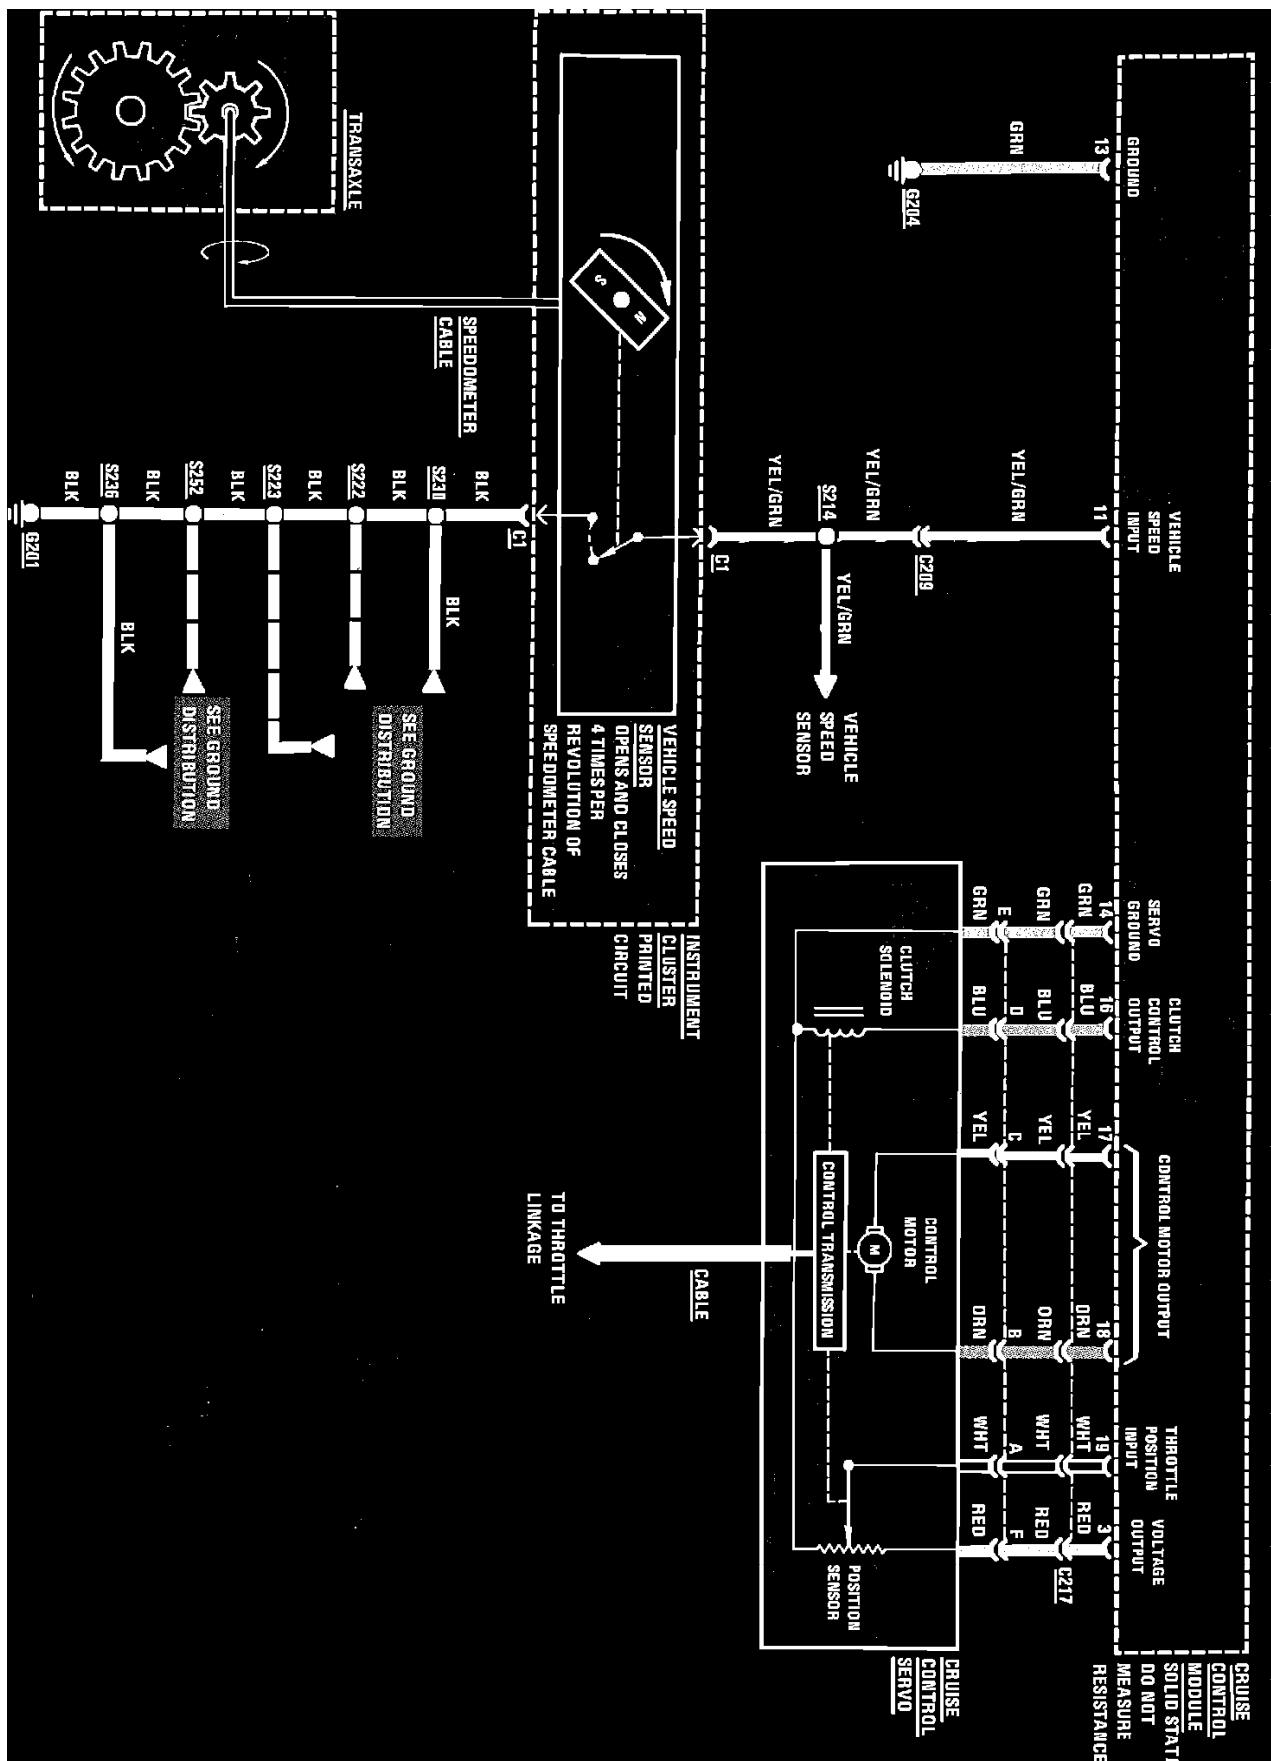 CRUISE
CONTROL
MODULE
SOLID STAT
DO NOT
MEASURE
RESISTANCE
GROUND
13
GRN
G204
VEHICLE
SPEED
INPUT
11
YEL/GRN
C209
YEL/GRN
S214
YEL/GRN
YEL/GRN
C1
VEHICLE
SPEED
SENSOR
SERVO
GROUND
14
GRN
GRN
E
GRN
CLUTCH
CONTROL
OUTPUT
16
BLU
BLU
D
BLU
CONTROL MOTOR OUTPUT
17
YEL
YEL
C
YEL
18
ORN
ORN
B
ORN
THROTTLE
POSITION
INPUT
19
WHT
WHT
A
WHT
VOLTAGE
OUTPUT
3
RED
RED
F
RED
C217
CRUISE
CONTROL
SERVO
CLUTCH
SOLENOID
CONTROL
MOTOR
M
CONTROL TRANSMISSION
POSITION
SENSOR
CABLE
TO THROTTLE
LINKAGE
INSTRUMENT
CLUSTER
PRINTED
CIRCUIT
VEHICLE SPEED
SENSOR
OPENS AND CLOSES
4 TIMES PER
REVOLUTION OF
SPEEDOMETER CABLE
N
S
SPEEDOMETER
CABLE
TRANSAXLE
C1
BLK
S230
BLK
BLK
S222
BLK
S223
BLK
S252
BLK
S236
BLK
BLK
G201
SEE GROUND
DISTRIBUTION
SEE GROUND
DISTRIBUTION